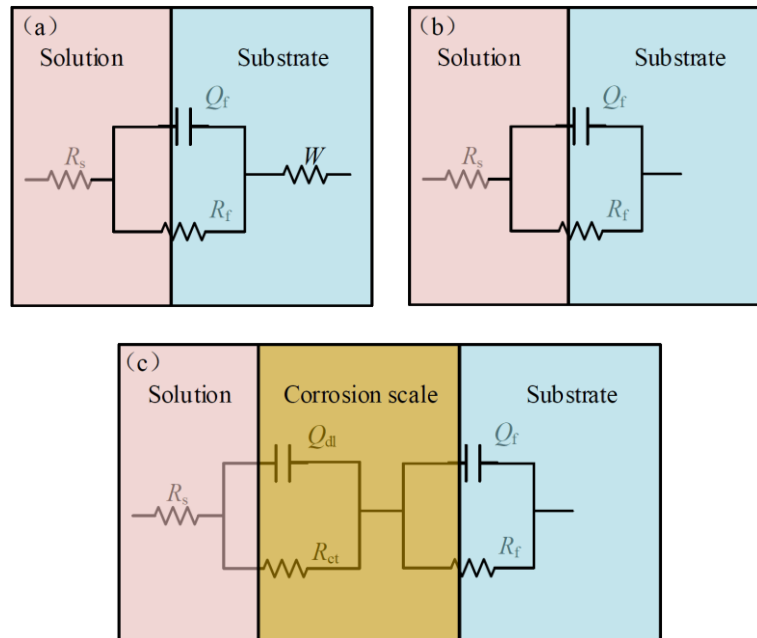 (a)
Solution Substrate
Qf
Rs
W
Rf
(b)
Solution Substrate
Qf
Rs
Rf
(c)
Solution Corrosion scale Substrate
Qdl Qf
Rs
Rct Rf